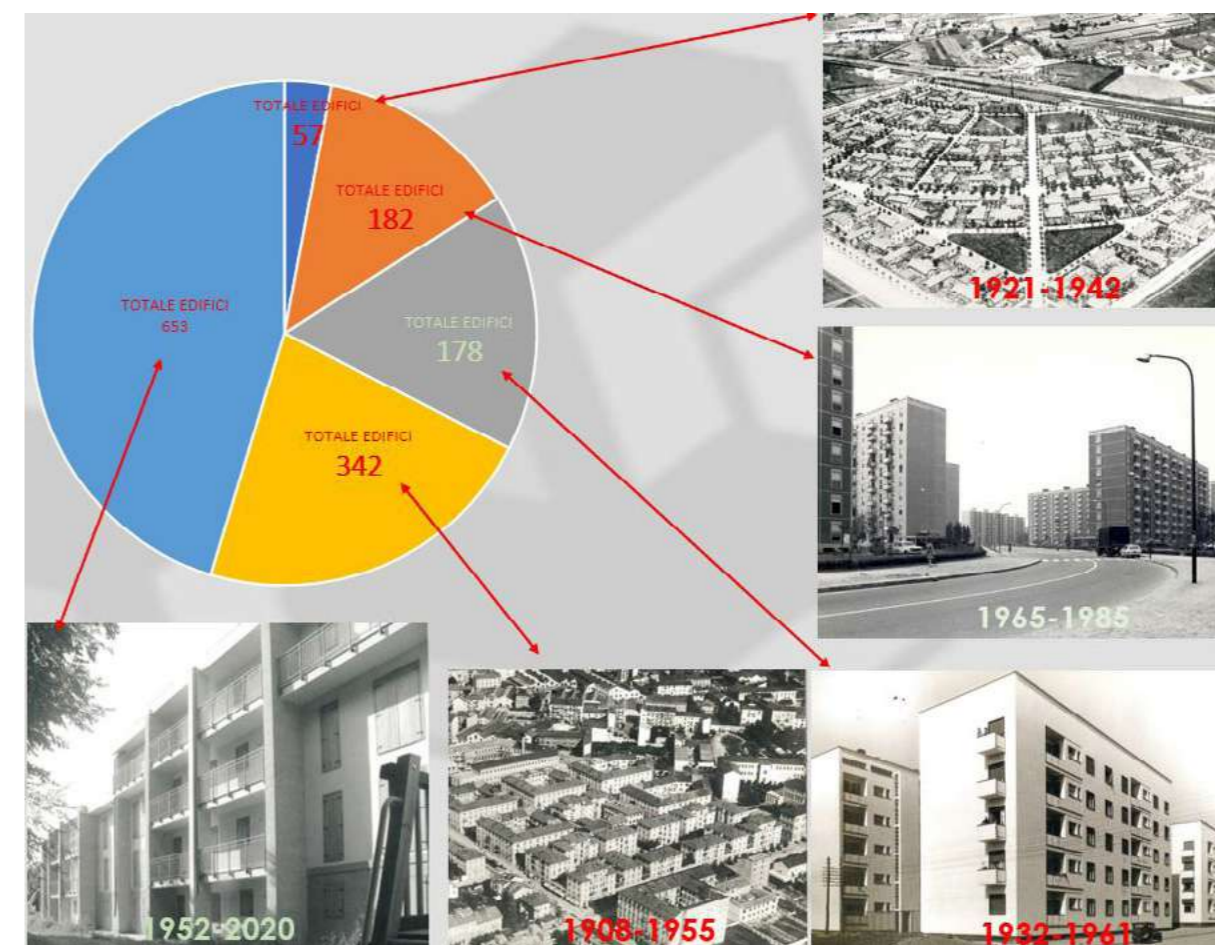 TOTALE EDIFICI
57
TOTALE EDIFICI
182
TOTALE EDIFICI
653
TOTALE EDIFICI
178
TOTALE EDIFICI
342
1921-1942
1965-1985
1952-2020
1908-1955
1932-1961